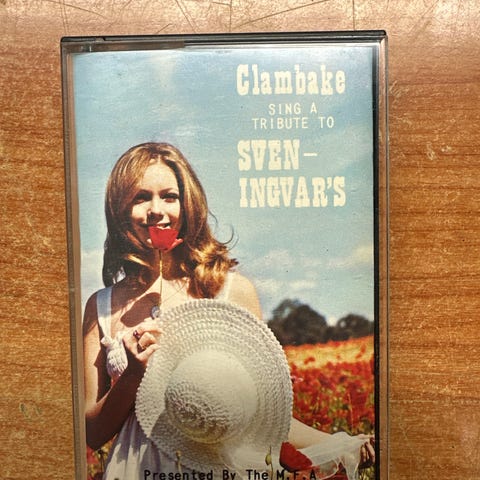 Clambake
SING A
TRIBUTE TO
SVEN-
INGVAR'S
Presented By The M.F.A